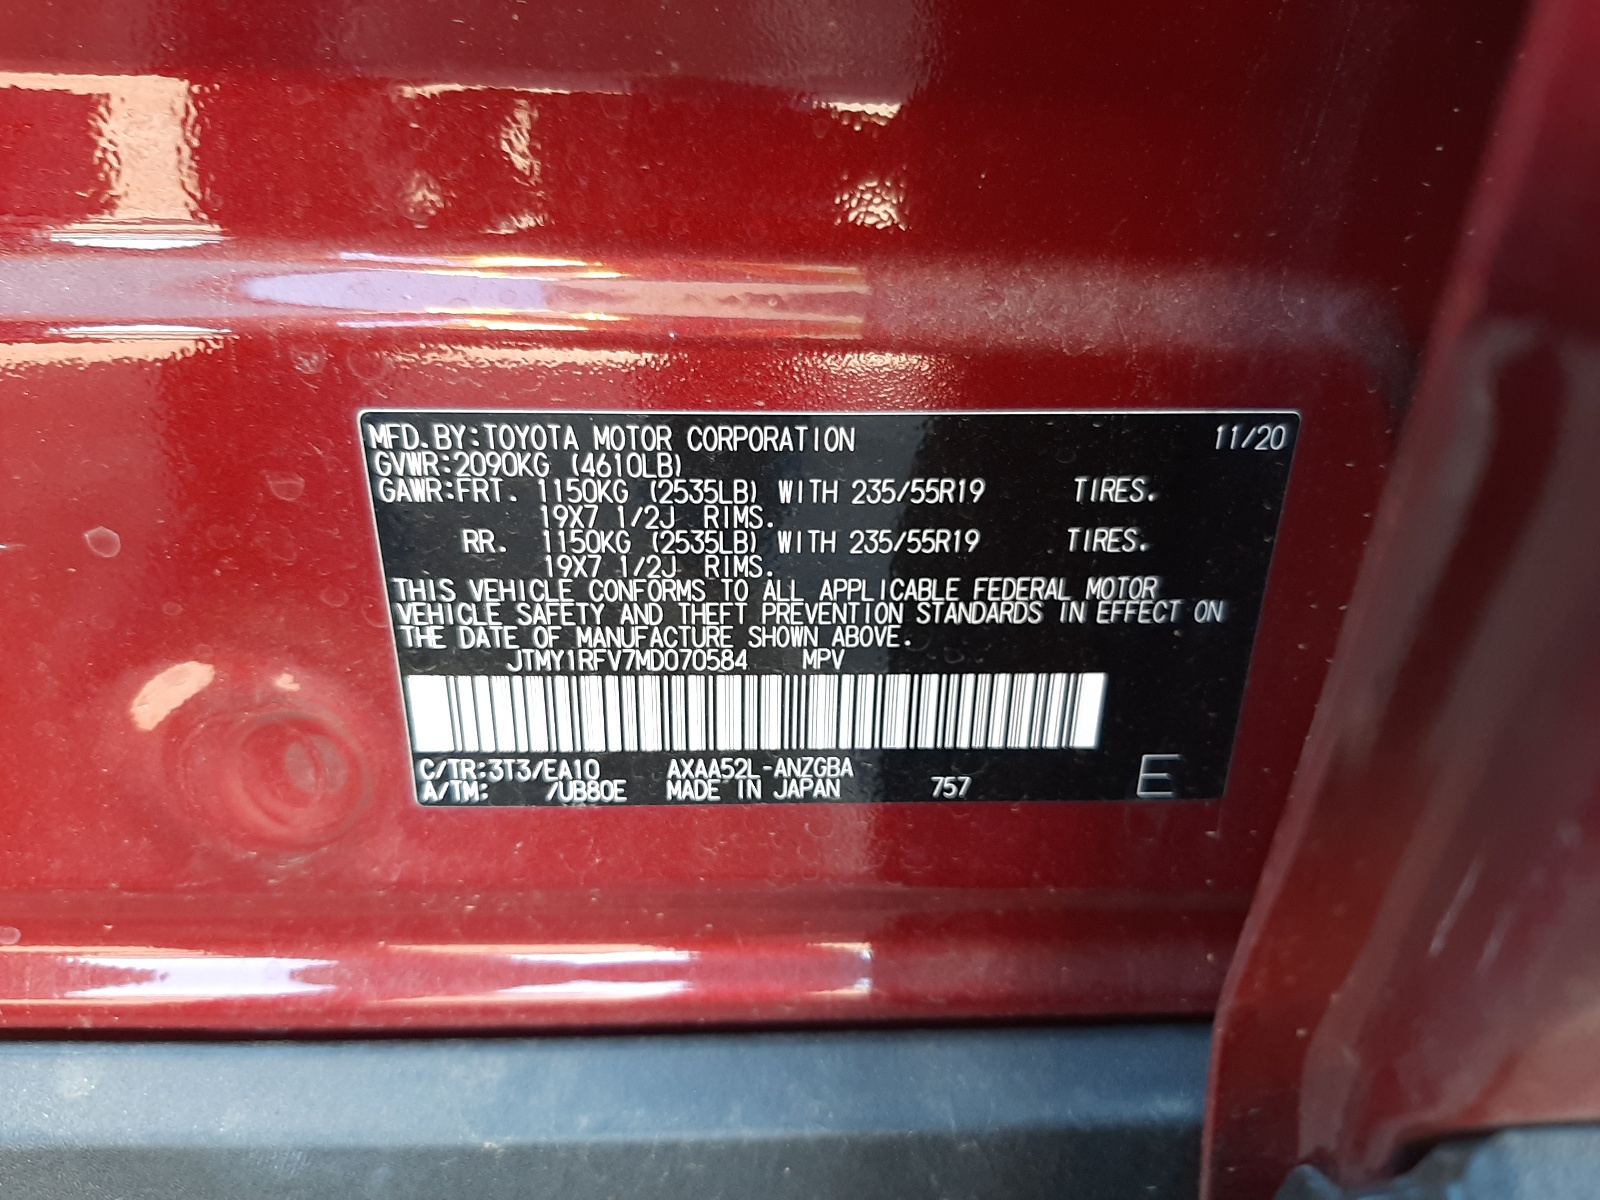 MFD.BY:TOYOTA MOTOR CORPORATION 11/20
GVWR:2090KG (4610LB)
GAWR:FRT. 1150KG (2535LB) WITH 235/55R19 TIRES.
19X7 1/2J RIMS.
RR. 1150KG (2535LB) WITH 235/55R19 TIRES.
19X7 1/2J RIMS.
THIS VEHICLE CONFORMS TO ALL APPLICABLE FEDERAL MOTOR
VEHICLE SAFETY AND THEFT PREVENTION STANDARDS IN EFFECT ON
THE DATE OF MANUFACTURE SHOWN ABOVE.
JTMY1RFV7MD070584 MPV
C/TR:3T3/EA10 AXAA52L-ANZGBA
A/TM: /UB80E MADE IN JAPAN 757 E